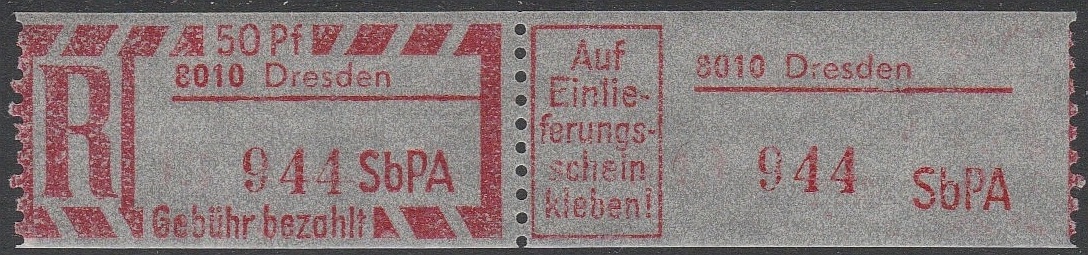 50 Pf
R
8010 Dresden
944 SbPA
Gebühr bezahlt
Auf
Einlie-
ferungs-
schein
kleben!
8010 Dresden
944
SbPA